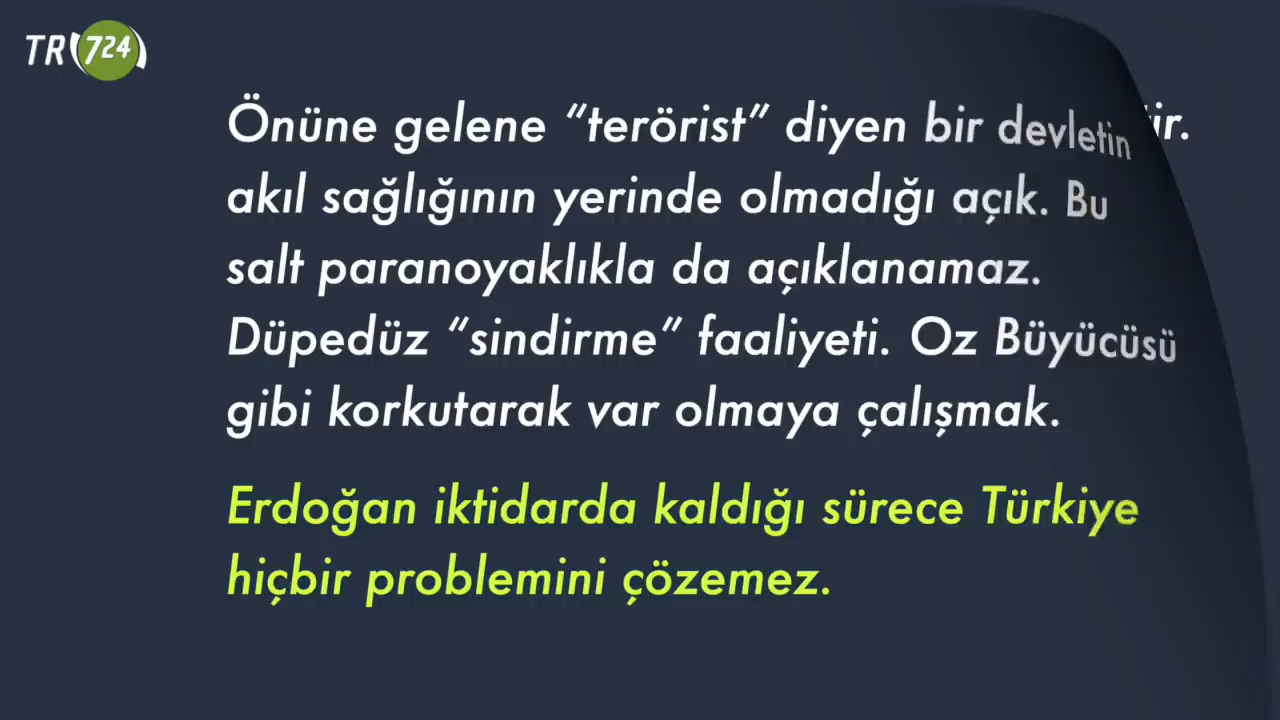 TR724
Önüne gelene “terörist” diyen bir devletin
akıl sağlığının yerinde olmadığı açık. Bu
salt paranoyaklıkla da açıklanamaz.
Düpedüz “sindirme” faaliyeti. Oz Büyücüsü
gibi korkutarak var olmaya çalışmak.
Erdoğan iktidarda kaldığı sürece Türkiye
hiçbir problemini çözemez.